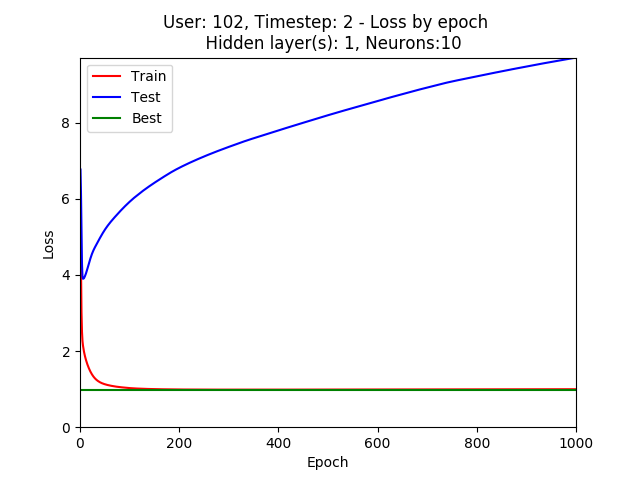 User: 102, Timestep: 2 - Loss by epoch
Hidden layer(s): 1, Neurons:10
Train
Test
Best
8
6
4
2
0
Loss
0 200 400 600 800 1000
Epoch